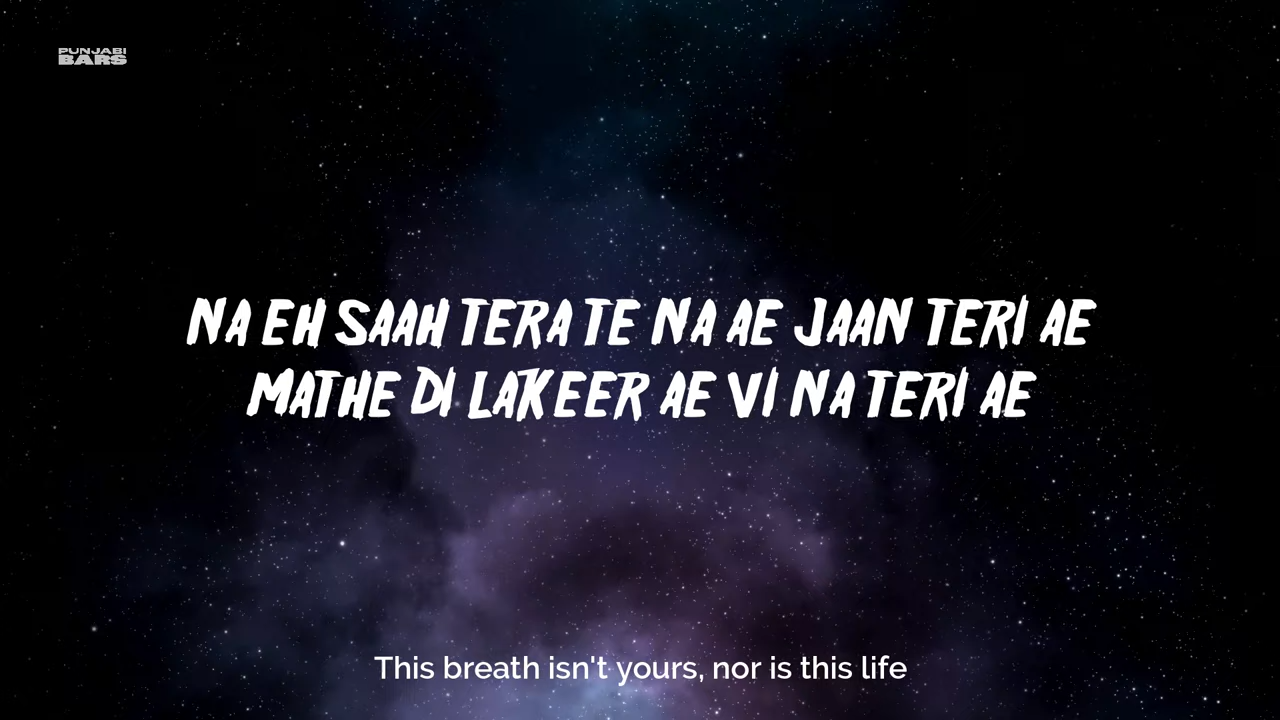 PUNJABI
BARS
NA EH SAAH TERA TE NA AE JAAN TERI AE
MATHE DI LAKEER AE VI NA TERI AE
This breath isn't yours, nor is this life